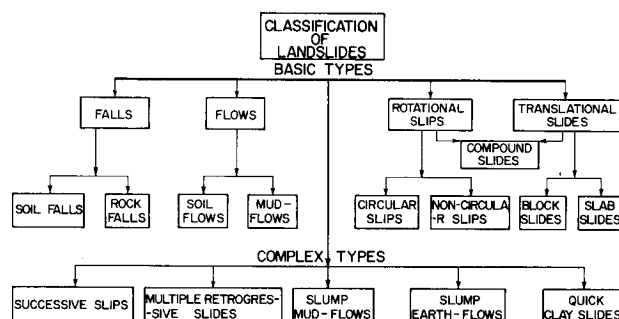 CLASSIFICATION
OF
LANDSLIDES
BASIC TYPES
FALLS
FLOWS
ROTATIONAL
SLIPS
TRANSLATIONAL
SLIDES
COMPOUND
SLIDES
SOIL FALLS
ROCK
FALLS
SOIL
FLOWS
MUD-
FLOWS
CIRCULAR
SLIPS
NON-CIRCULA
-R SLIPS
BLOCK
SLIDES
SLAB
SLIDES
COMPLEX TYPES
SUCCESSIVE SLIPS
MULTIPLE RETROGRES-
-SIVE SLIDES
SLUMP
MUD-FLOWS
SLUMP
EARTH-FLOWS
QUICK
CLAY SLIDES